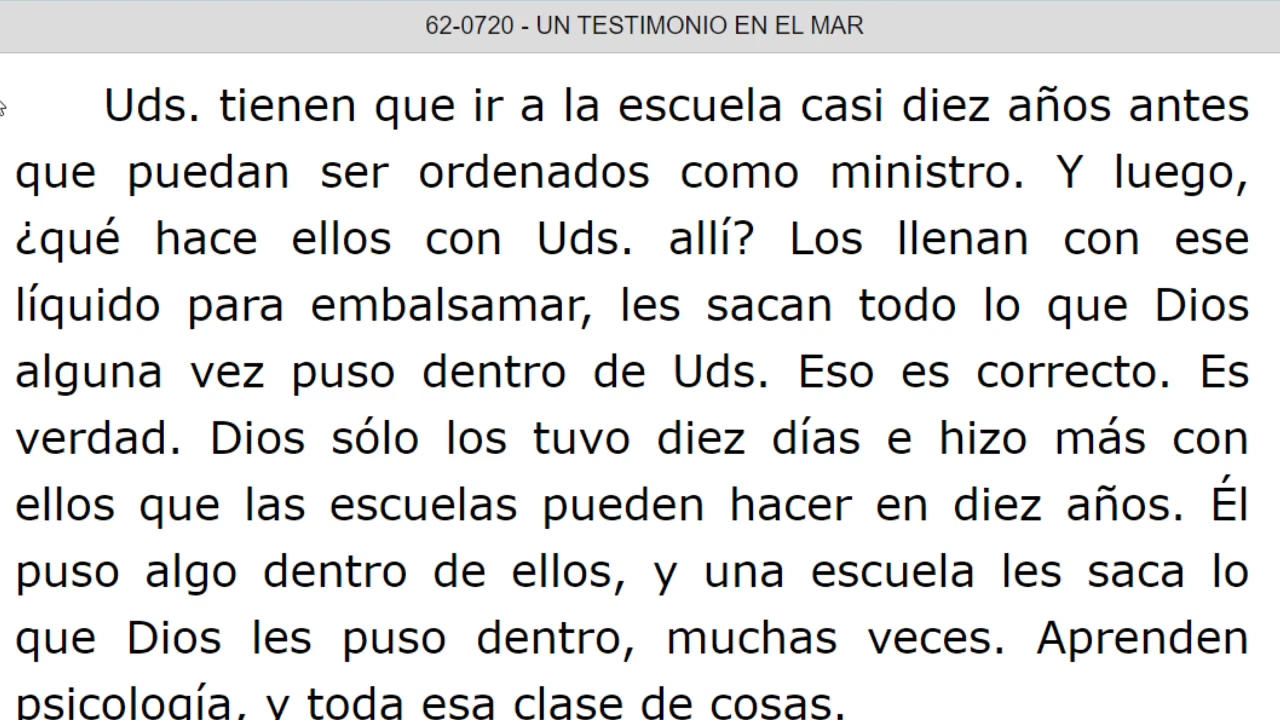 62-0720 - UN TESTIMONIO EN EL MAR
Uds. tienen que ir a la escuela casi diez años antes
que puedan ser ordenados como ministro. Y luego,
¿qué hace ellos con Uds. allí? Los llenan con ese
líquido para embalsamar, les sacan todo lo que Dios
alguna vez puso dentro de Uds. Eso es correcto. Es
verdad. Dios sólo los tuvo diez días e hizo más con
ellos que las escuelas pueden hacer en diez años. Él
puso algo dentro de ellos, y una escuela les saca lo
que Dios les puso dentro, muchas veces. Aprenden
psicología, y toda esa clase de cosas.